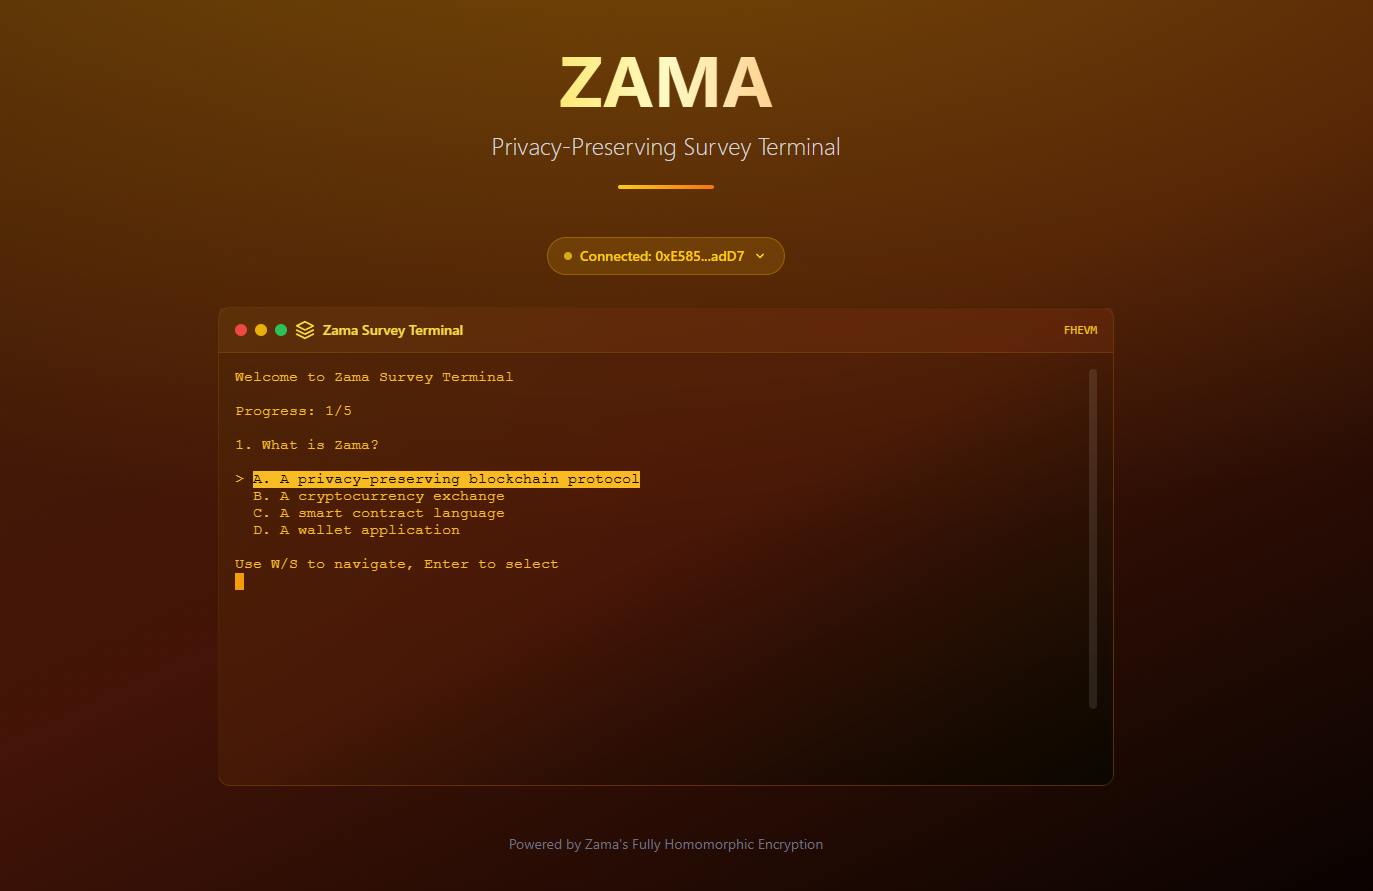 ZAMA
Privacy-Preserving Survey Terminal
Connected: 0xE585...adD7
Zama Survey Terminal
FHEVM
Welcome to Zama Survey Terminal
Progress: 1/5
1. What is Zama?
> A. A privacy-preserving blockchain protocol
B. A cryptocurrency exchange
C. A smart contract language
D. A wallet application
Use W/S to navigate, Enter to select
Powered by Zama's Fully Homomorphic Encryption